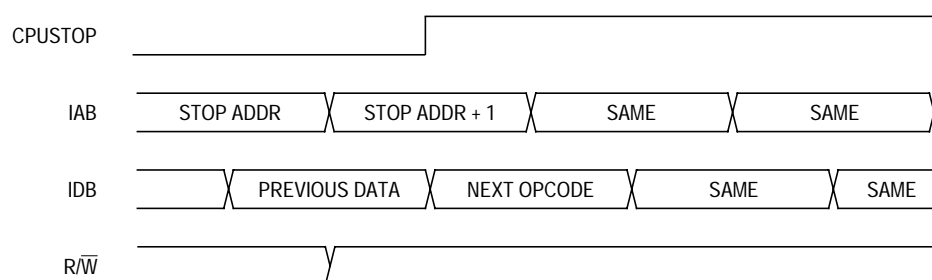 CPUSTOP
IAB STOP ADDR STOP ADDR + 1 SAME SAME
IDB PREVIOUS DATA NEXT OPCODE SAME SAME
R/W̅